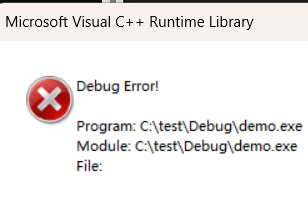 Microsoft Visual C++ Runtime Library
Debug Error!
Program: C:\test\Debug\demo.exe
Module: C:\test\Debug\demo.exe
File: